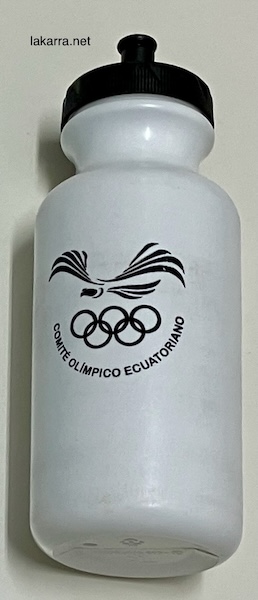 lakarra.net
COMITÉ OLÍMPICO ECUATORIANO